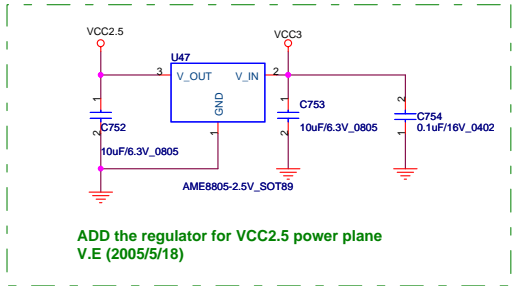 VCC2.5
VCC3
U47
3
V_OUT
V_IN
2
GND
1
1
C752
2
10uF/6.3V_0805
1
C753
10uF/6.3V_0805
2
2
C754
0.1uF/16V_0402
1
AME8805-2.5V_SOT89
ADD the regulator for VCC2.5 power plane
V.E (2005/5/18)